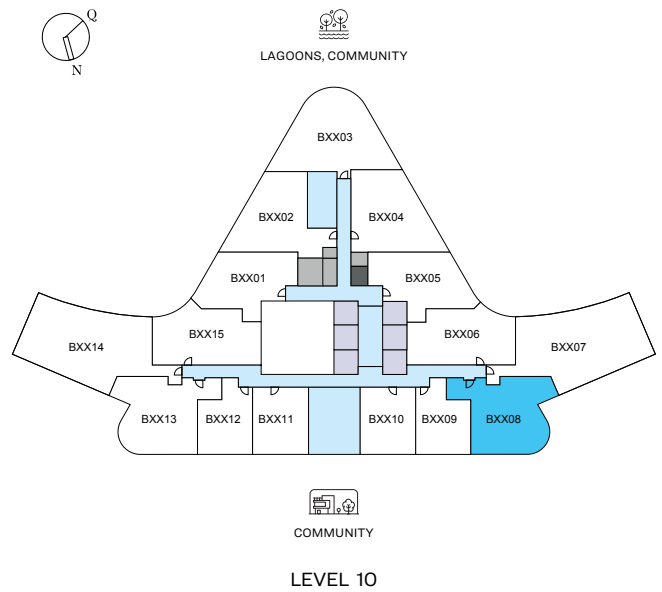 Q
N
LAGOONS, COMMUNITY
BXX03
BXX02
BXX04
BXX01
BXX05
BXX15
BXX06
BXX14
BXX07
BXX13
BXX12
BXX11
BXX10
BXX09
BXX08
COMMUNITY
LEVEL 10